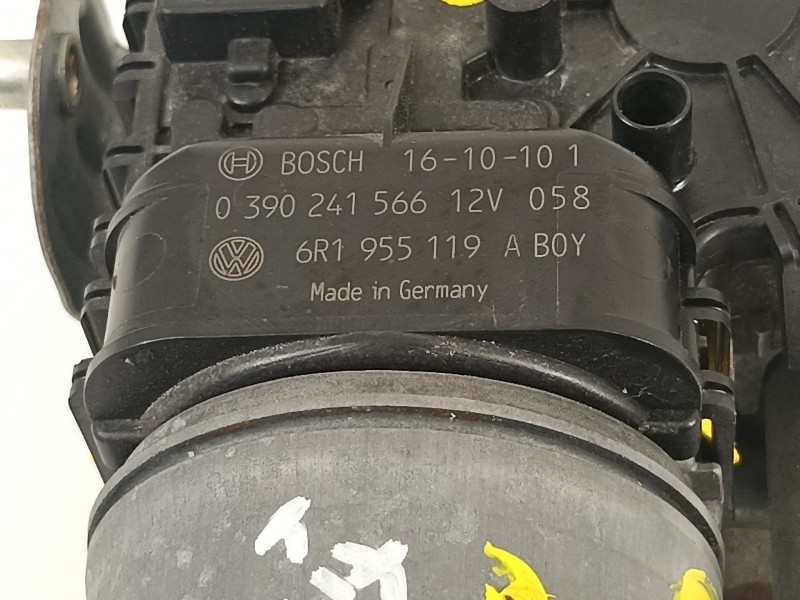 BOSCH 16-10-10 1
0 390 241 566 12V 058
6R1 955 119 A B0Y
Made in Germany